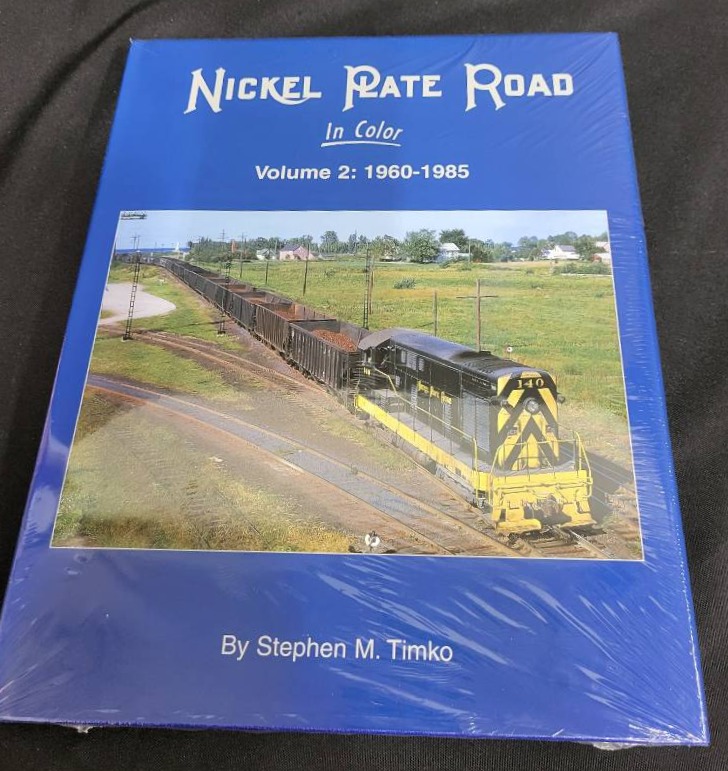 NICKEL PLATE ROAD
In Color
Volume 2: 1960-1985
140
By Stephen M. Timko